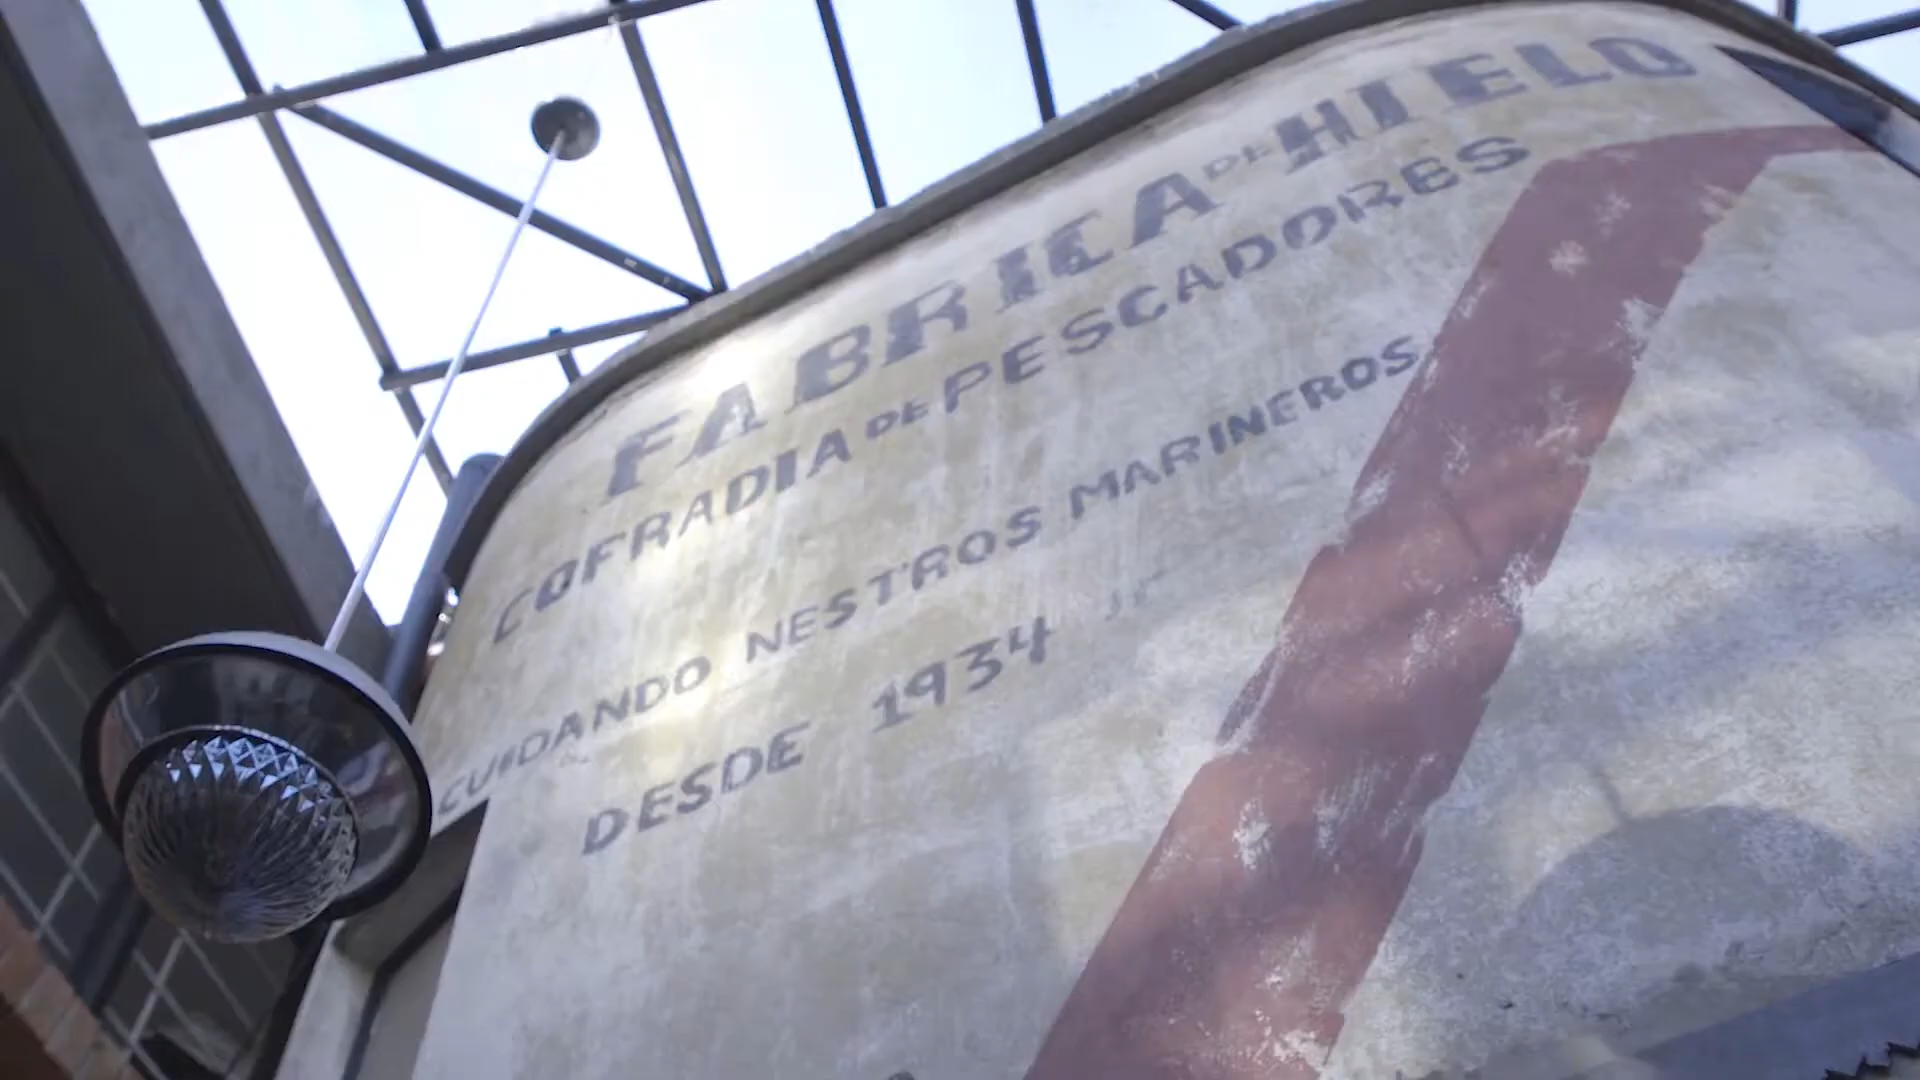 FABRICA DE HIELO
COFRADIA DE PESCADORES
CUIDANDO NESTROS MARINEROS
DESDE 1934